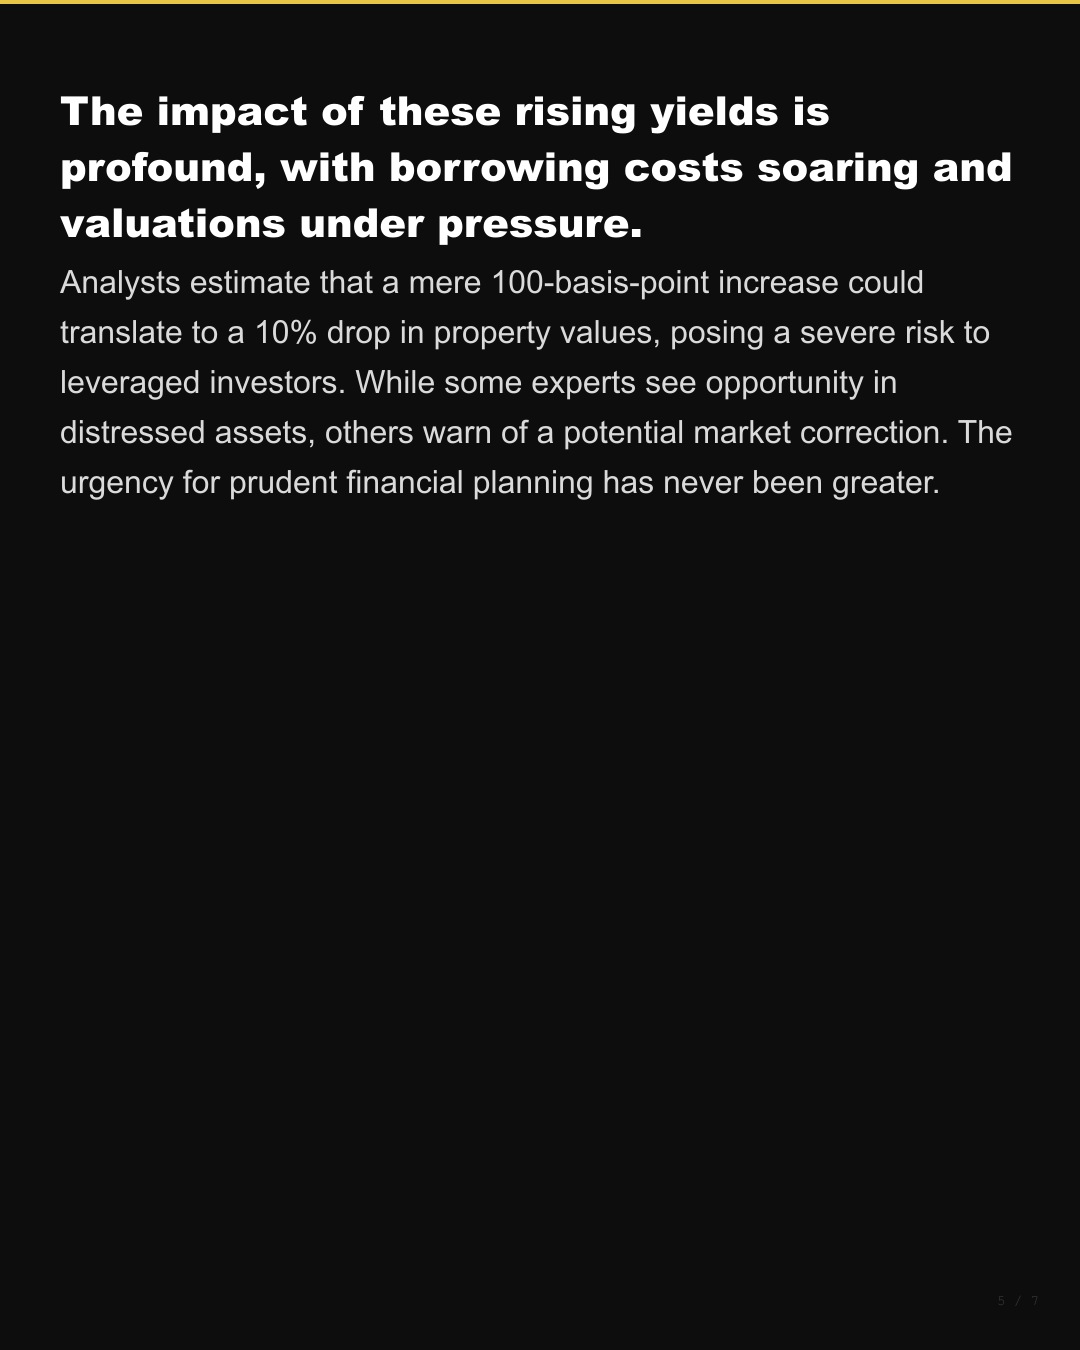 The impact of these rising yields is
profound, with borrowing costs soaring and
valuations under pressure.
Analysts estimate that a mere 100-basis-point increase could
translate to a 10% drop in property values, posing a severe risk to
leveraged investors. While some experts see opportunity in
distressed assets, others warn of a potential market correction. The
urgency for prudent financial planning has never been greater.
5 / 7